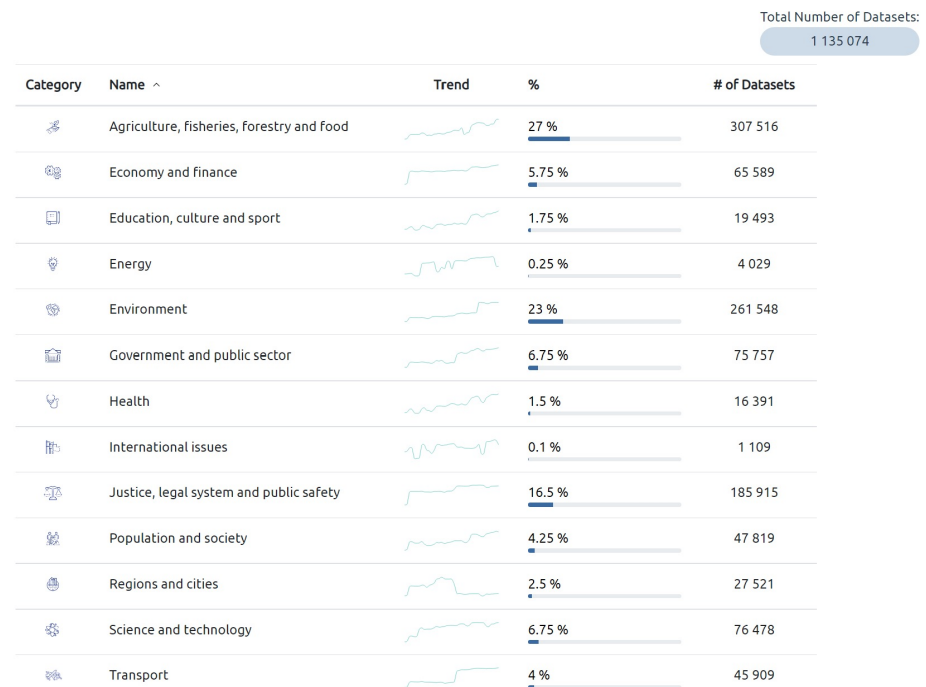 Total Number of Datasets:
1 135 074
Category Name Trend % # of Datasets
Agriculture, fisheries, forestry and food 27 % 307 516
Economy and finance 5.75 % 65 589
Education, culture and sport 1.75 % 19 493
Energy 0.25 % 4 029
Environment 23 % 261 548
Government and public sector 6.75 % 75 757
Health 1.5 % 16 391
International issues 0.1 % 1 109
Justice, legal system and public safety 16.5 % 185 915
Population and society 4.25 % 47 819
Regions and cities 2.5 % 27 521
Science and technology 6.75 % 76 478
Transport 4 % 45 909